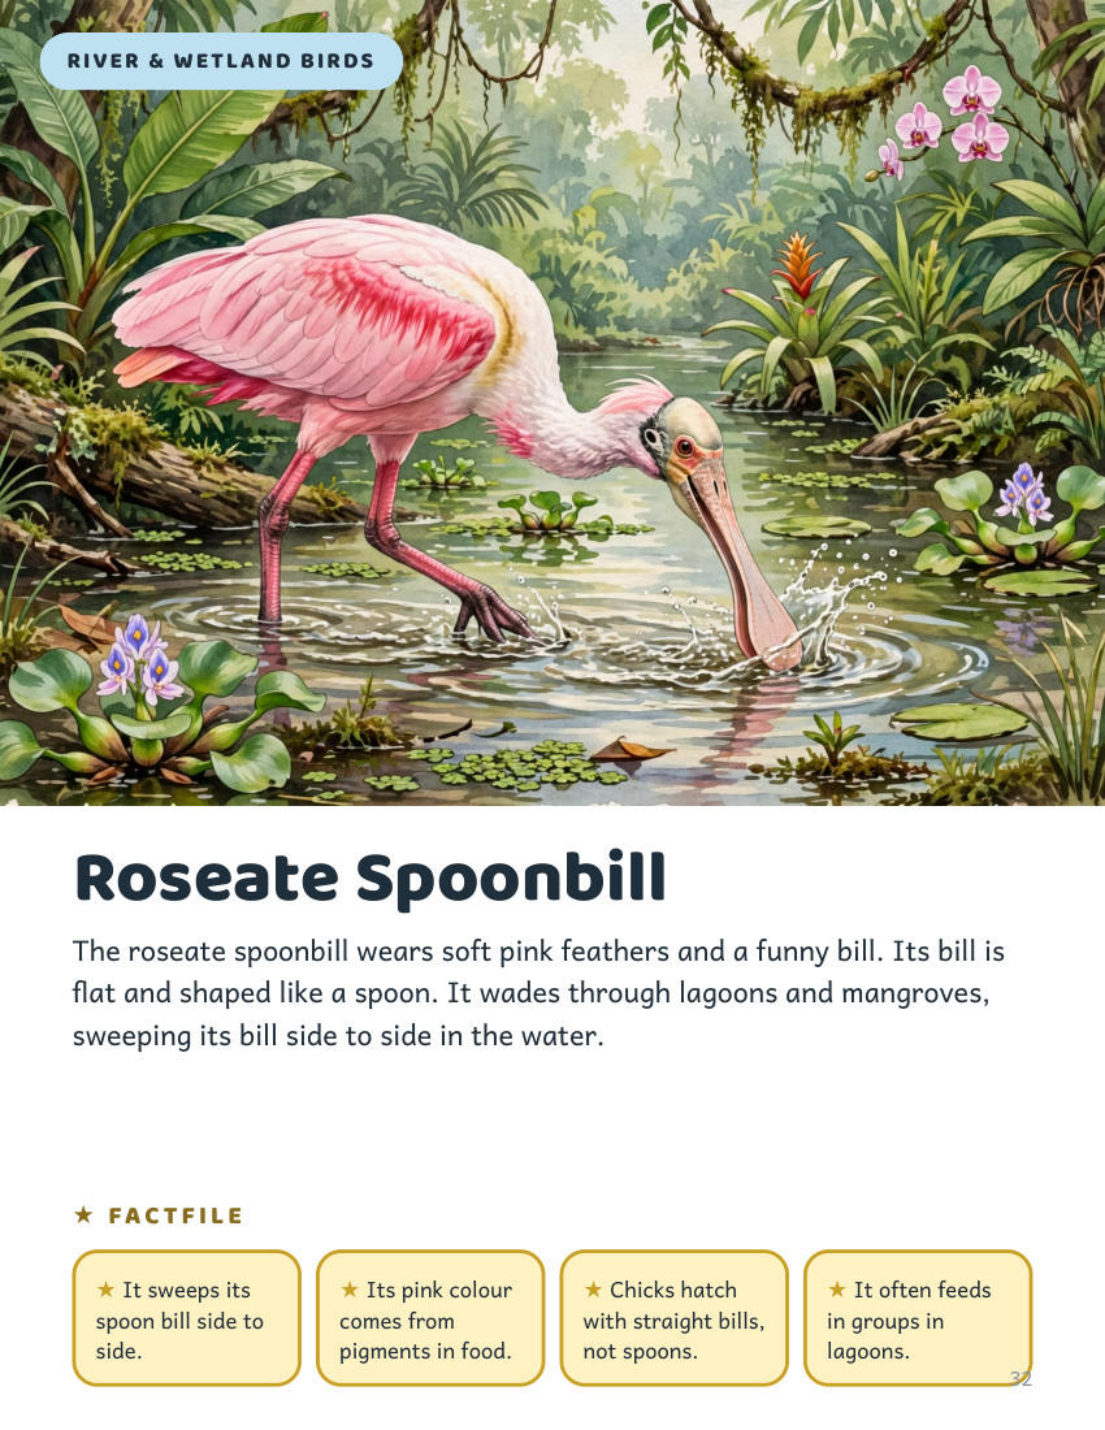 RIVER & WETLAND BIRDS
Roseate Spoonbill
The roseate spoonbill wears soft pink feathers and a funny bill. Its bill is
flat and shaped like a spoon. It wades through lagoons and mangroves,
sweeping its bill side to side in the water.
★ FACTFILE
★ It sweeps its
spoon bill side to
side.
★ Its pink colour
comes from
pigments in food.
★ Chicks hatch
with straight bills,
not spoons.
★ It often feeds
in groups in
lagoons.
32